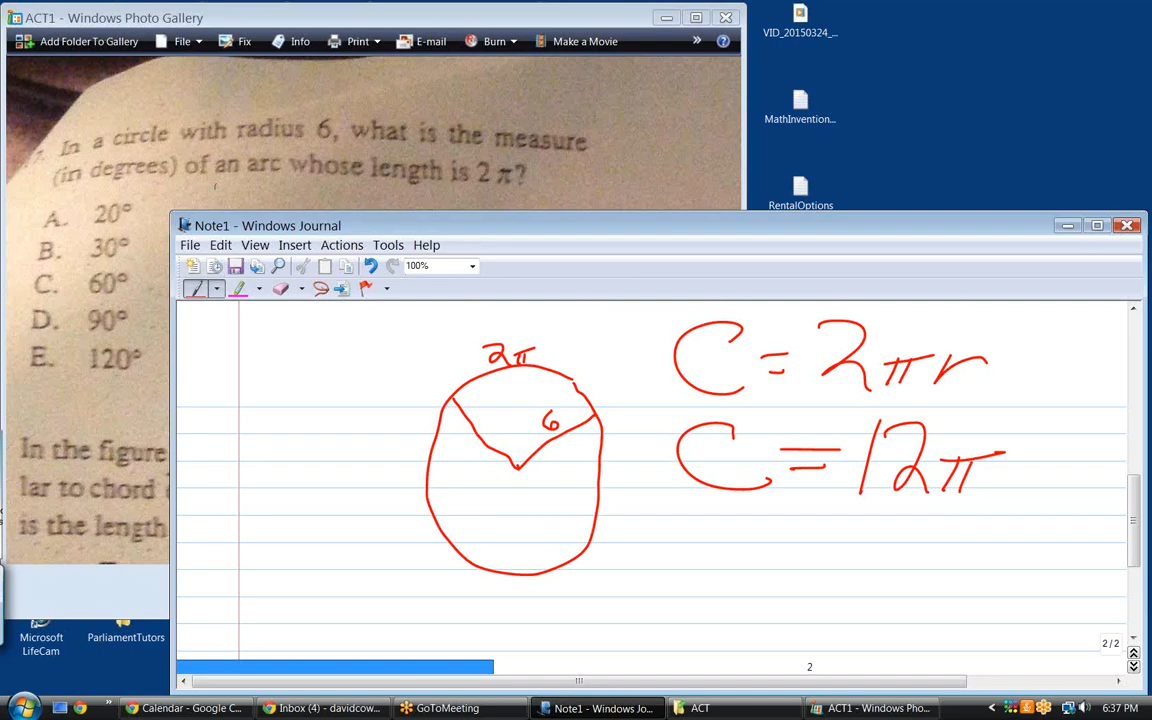 ACT1 - Windows Photo Gallery
Add Folder To Gallery File Fix Info Print E-mail Burn Make a Movie »
In a circle with radius 6, what is the measure
(in degrees) of an arc whose length is 2 π?
A. 20°
B. 30°
C. 60°
D. 90°
E. 120°
In the figure
lar to chord
is the length
VID_20150324_...
MathInvention...
RentalOptions
Note1 - Windows Journal
File Edit View Insert Actions Tools Help
100%
2π
6
C = 2πr
C = 12π
2 / 2
2
Microsoft
LifeCam
ParliamentTutors
» Calendar - Google C... Inbox (4) - davidcow... GoToMeeting Note1 - Windows Jo... ACT ACT1 - Windows Pho... 6:37 PM